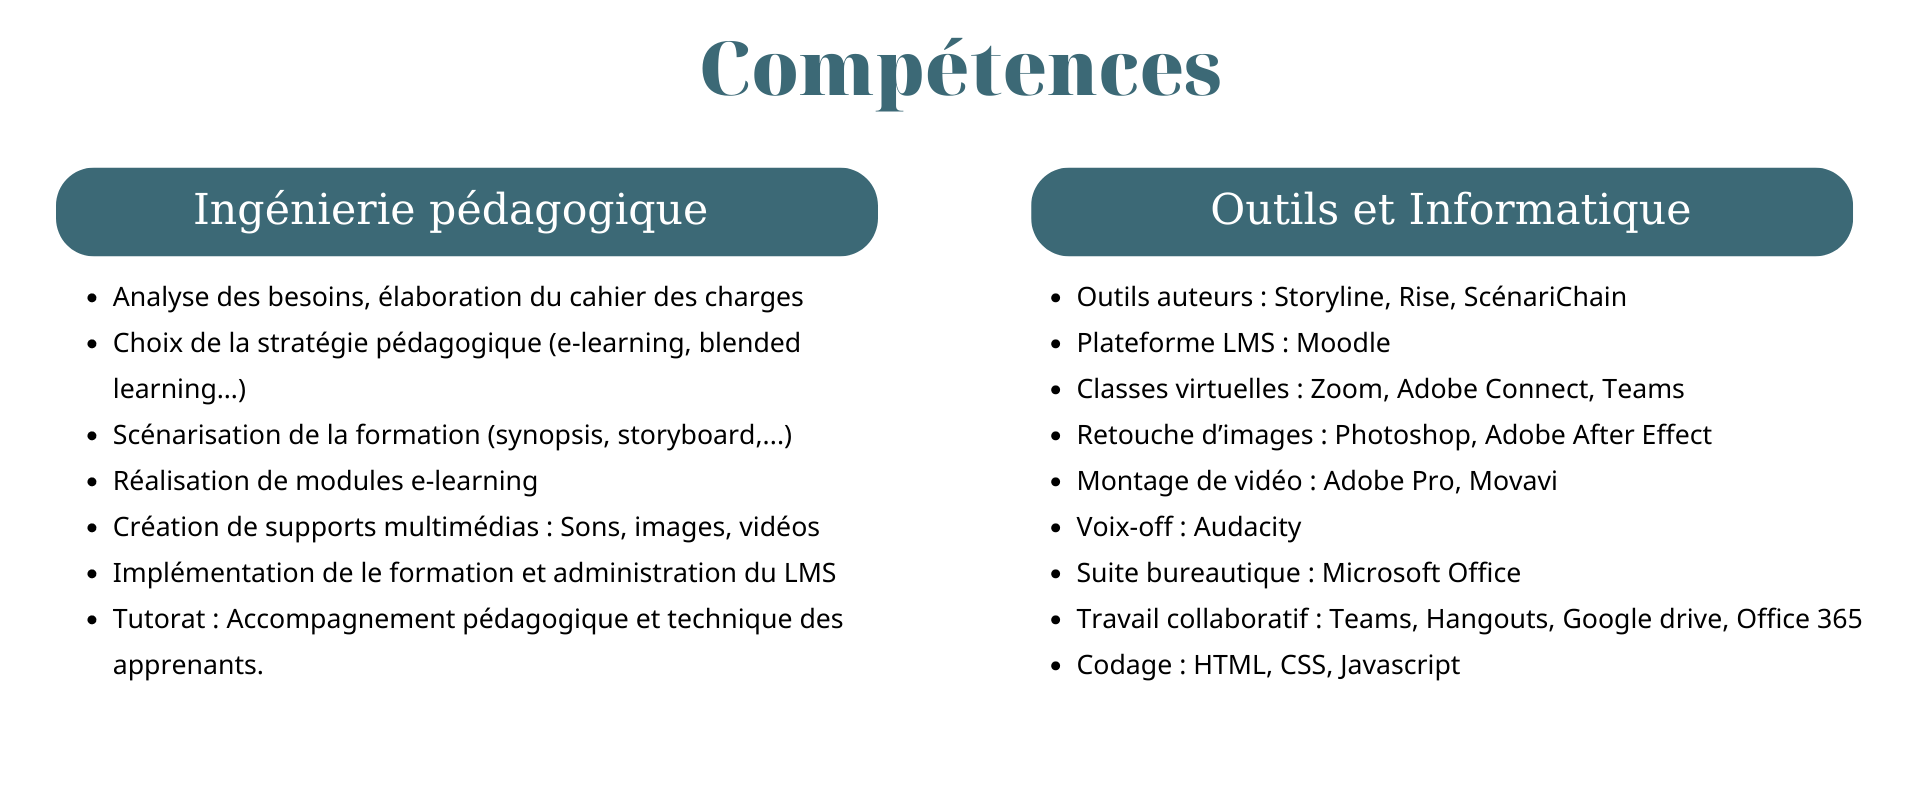 Compétences
Ingénierie pédagogique
Analyse des besoins, élaboration du cahier des charges
Choix de la stratégie pédagogique (e-learning, blended
learning...)
Scénarisation de la formation (synopsis, storyboard,...)
Réalisation de modules e-learning
Création de supports multimédias : Sons, images, vidéos
Implémentation de le formation et administration du LMS
Tutorat : Accompagnement pédagogique et technique des
apprenants.
Outils et Informatique
Outils auteurs : Storyline, Rise, ScénariChain
Plateforme LMS : Moodle
Classes virtuelles : Zoom, Adobe Connect, Teams
Retouche d’images : Photoshop, Adobe After Effect
Montage de vidéo : Adobe Pro, Movavi
Voix-off : Audacity
Suite bureautique : Microsoft Office
Travail collaboratif : Teams, Hangouts, Google drive, Office 365
Codage : HTML, CSS, Javascript